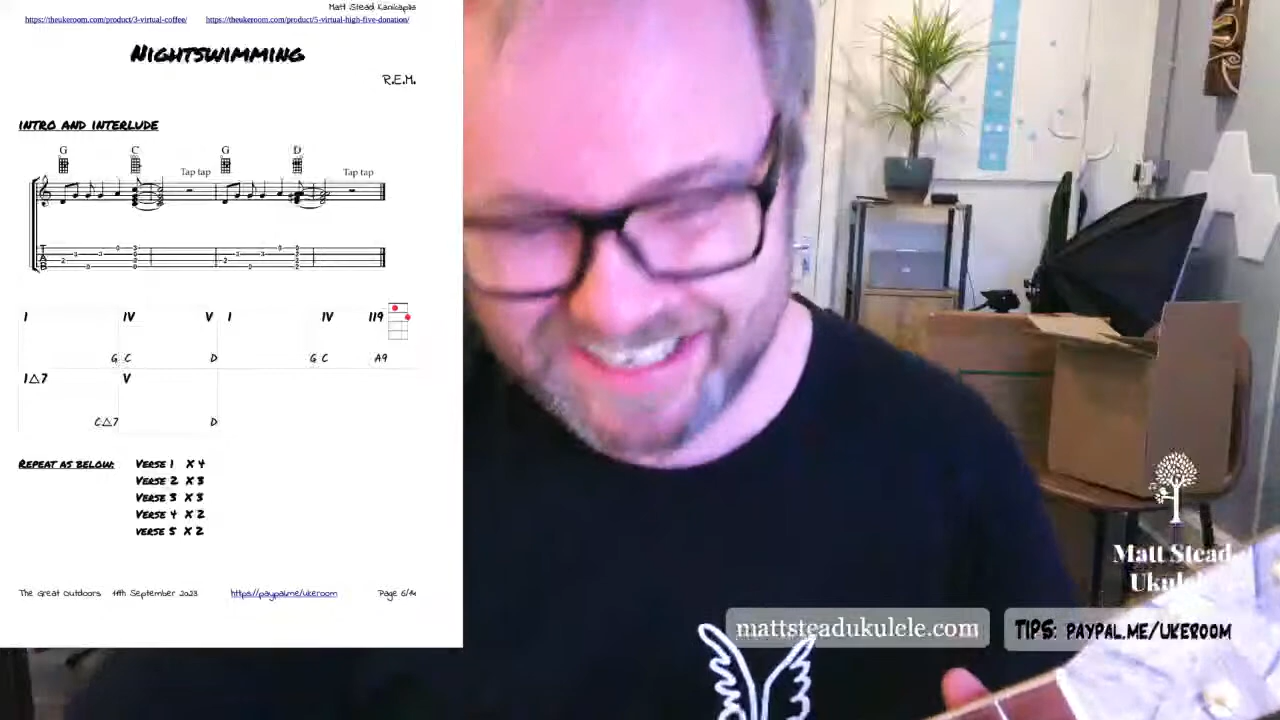 Matt Stead Kanikapila
https://theukeroom.com/product/3-virtual-coffee/ https://theukeroom.com/product/5-virtual-high-five-donation/
Nightswimming
R.E.M.
INTRO AND INTERLUDE
G C G D
Tap tap Tap tap
I IV V I IV II9
G C D G C A9
I△7 V
C△7 D
REPEAT AS BELOW: VERSE 1 X 4
VERSE 2 X 3
VERSE 3 X 3
VERSE 4 X 2
VERSE 5 X 2
The Great Outdoors 14th September 2023 https://paypal.me/ukeroom Page 6/14
Matt Stead
Ukulele
mattsteadukulele.com
TIPS: PAYPAL.ME/UKEROOM